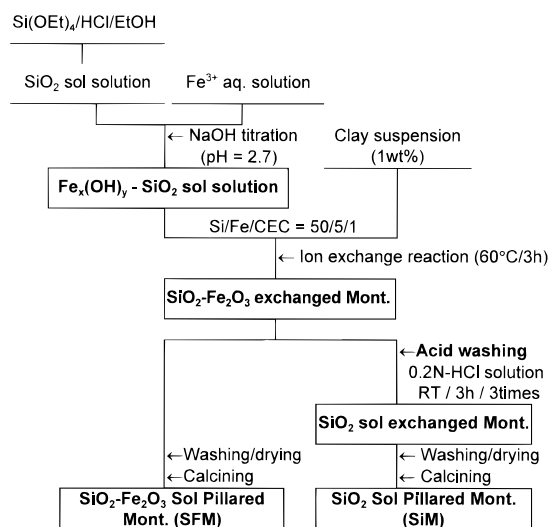 Si(OEt)₄/HCl/EtOH
SiO₂ sol solution
Fe³⁺ aq. solution
← NaOH titration
(pH = 2.7)
Clay suspension
(1wt%)
Feₓ(OH)ᵧ - SiO₂ sol solution
Si/Fe/CEC = 50/5/1
← Ion exchange reaction (60°C/3h)
SiO₂-Fe₂O₃ exchanged Mont.
←Acid washing
0.2N-HCl solution
RT / 3h / 3times
SiO₂ sol exchanged Mont.
←Washing/drying
←Calcining
← Washing/drying
← Calcining
SiO₂-Fe₂O₃ Sol Pillared
Mont. (SFM)
SiO₂ Sol Pillared Mont.
(SiM)